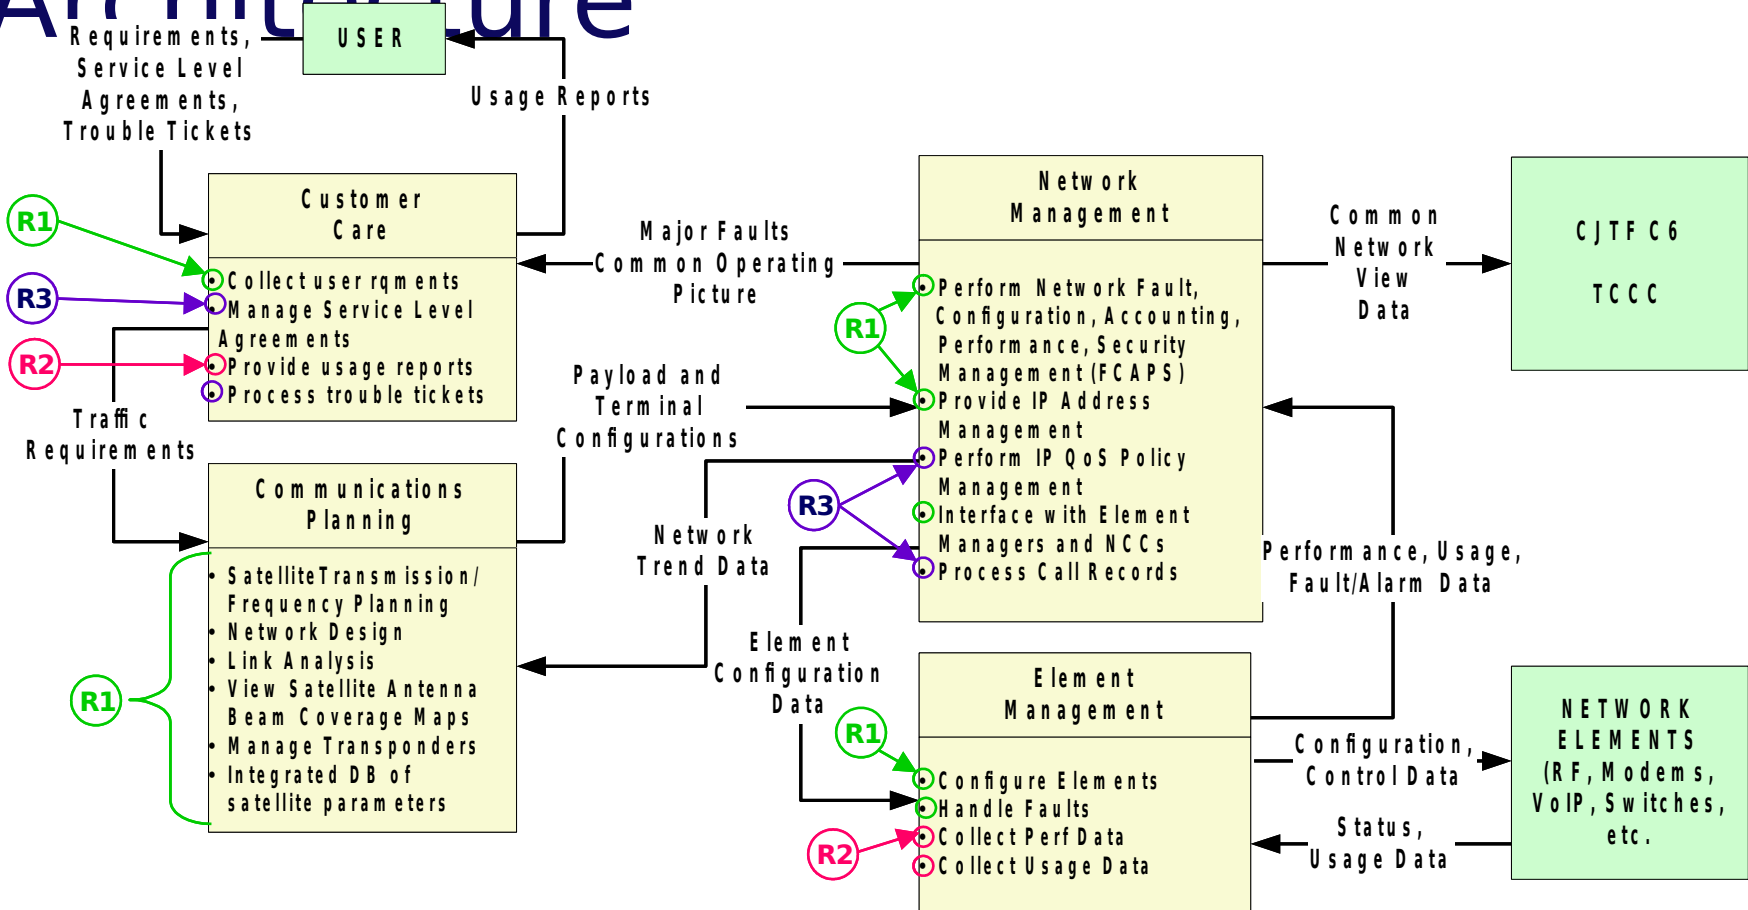 Architecture
Requirements,
Service Level
Agreements,
Trouble Tickets
USER
Usage Reports
Customer
Care
R1
R3
R2
• Collect user rqments
• Manage Service Level
Agreements
• Provide usage reports
• Process trouble tickets
Traffic
Requirements
Major Faults
Common Operating
Picture
Payload and
Terminal
Configurations
Network
Management
R1
R3
• Perform Network Fault,
Configuration, Accounting,
Performance, Security
Management (FCAPS)
• Provide IP Address
Management
• Perform IP QoS Policy
Management
• Interface with Element
Managers and NCCs
• Process Call Records
Common
Network
View
Data
CJTF C6
TCCC
Communications
Planning
R1
• Satellite Transmission/
Frequency Planning
• Network Design
• Link Analysis
• View Satellite Antenna
Beam Coverage Maps
• Manage Transponders
• Integrated DB of
satellite parameters
Network
Trend Data
Element
Configuration
Data
Performance, Usage,
Fault/Alarm Data
Element
Management
R1
R2
• Configure Elements
• Handle Faults
• Collect Perf Data
• Collect Usage Data
Configuration,
Control Data
Status,
Usage Data
NETWORK
ELEMENTS
(RF, Modems,
VoIP, Switches,
etc.